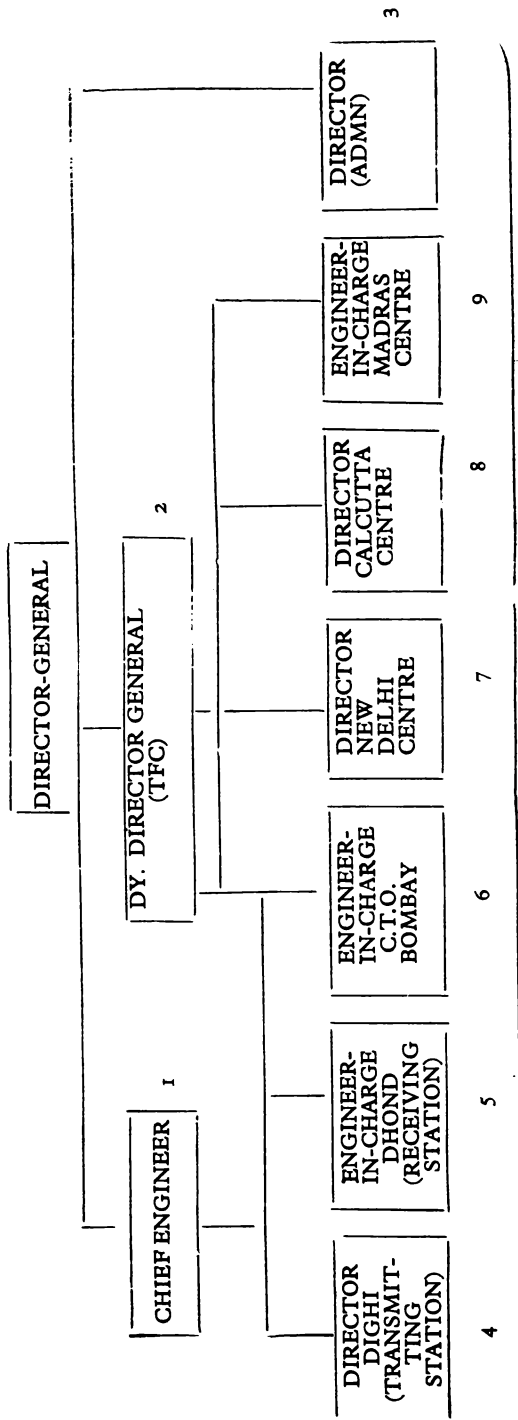 DIRECTOR-GENERAL
CHIEF ENGINEER
1
DY. DIRECTOR GENERAL
(TFC)
2
DIRECTOR
DIGHI
(TRANSMIT-
TING
STATION)
4
ENGINEER-
IN-CHARGE
DHOND
(RECEIVING
STATION)
5
ENGINEER-
IN-CHARGE
C.T.O.
BOMBAY
6
DIRECTOR
NEW
DELHI
CENTRE
7
DIRECTOR
CALCUTTA
CENTRE
8
ENGINEER-
IN-CHARGE
MADRAS
CENTRE
9
DIRECTOR
(ADMN)
3